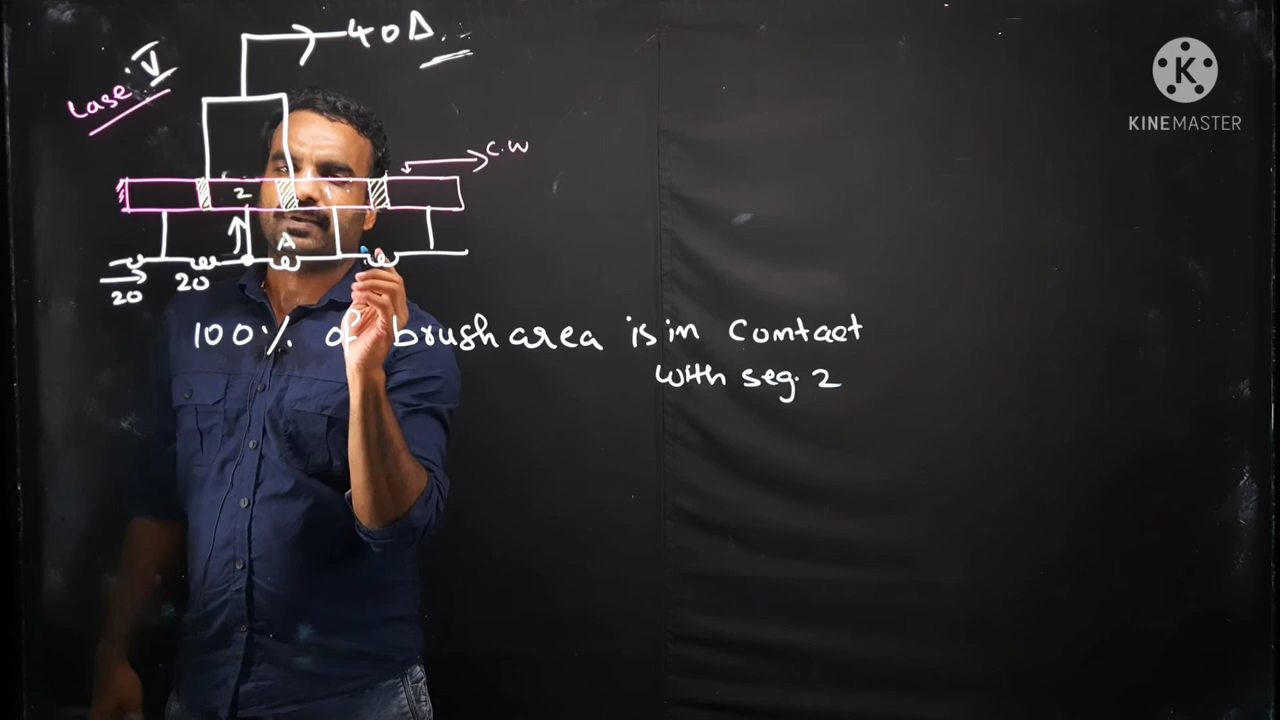 40A
Case: V
C.W
2
1
A
20
20
100% of brush area is in contact
with seg. 2
K
KINEMASTER